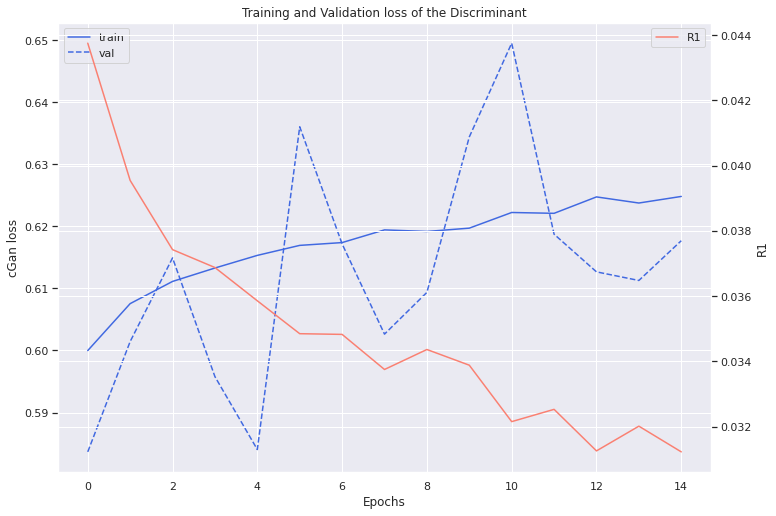 Training and Validation loss of the Discriminant
train
val
R1
0.65
0.64
0.63
0.62
0.61
0.60
0.59
cGan loss
0.044
0.042
0.040
0.038
0.036
0.034
0.032
R1
0 2 4 6 8 10 12 14
Epochs